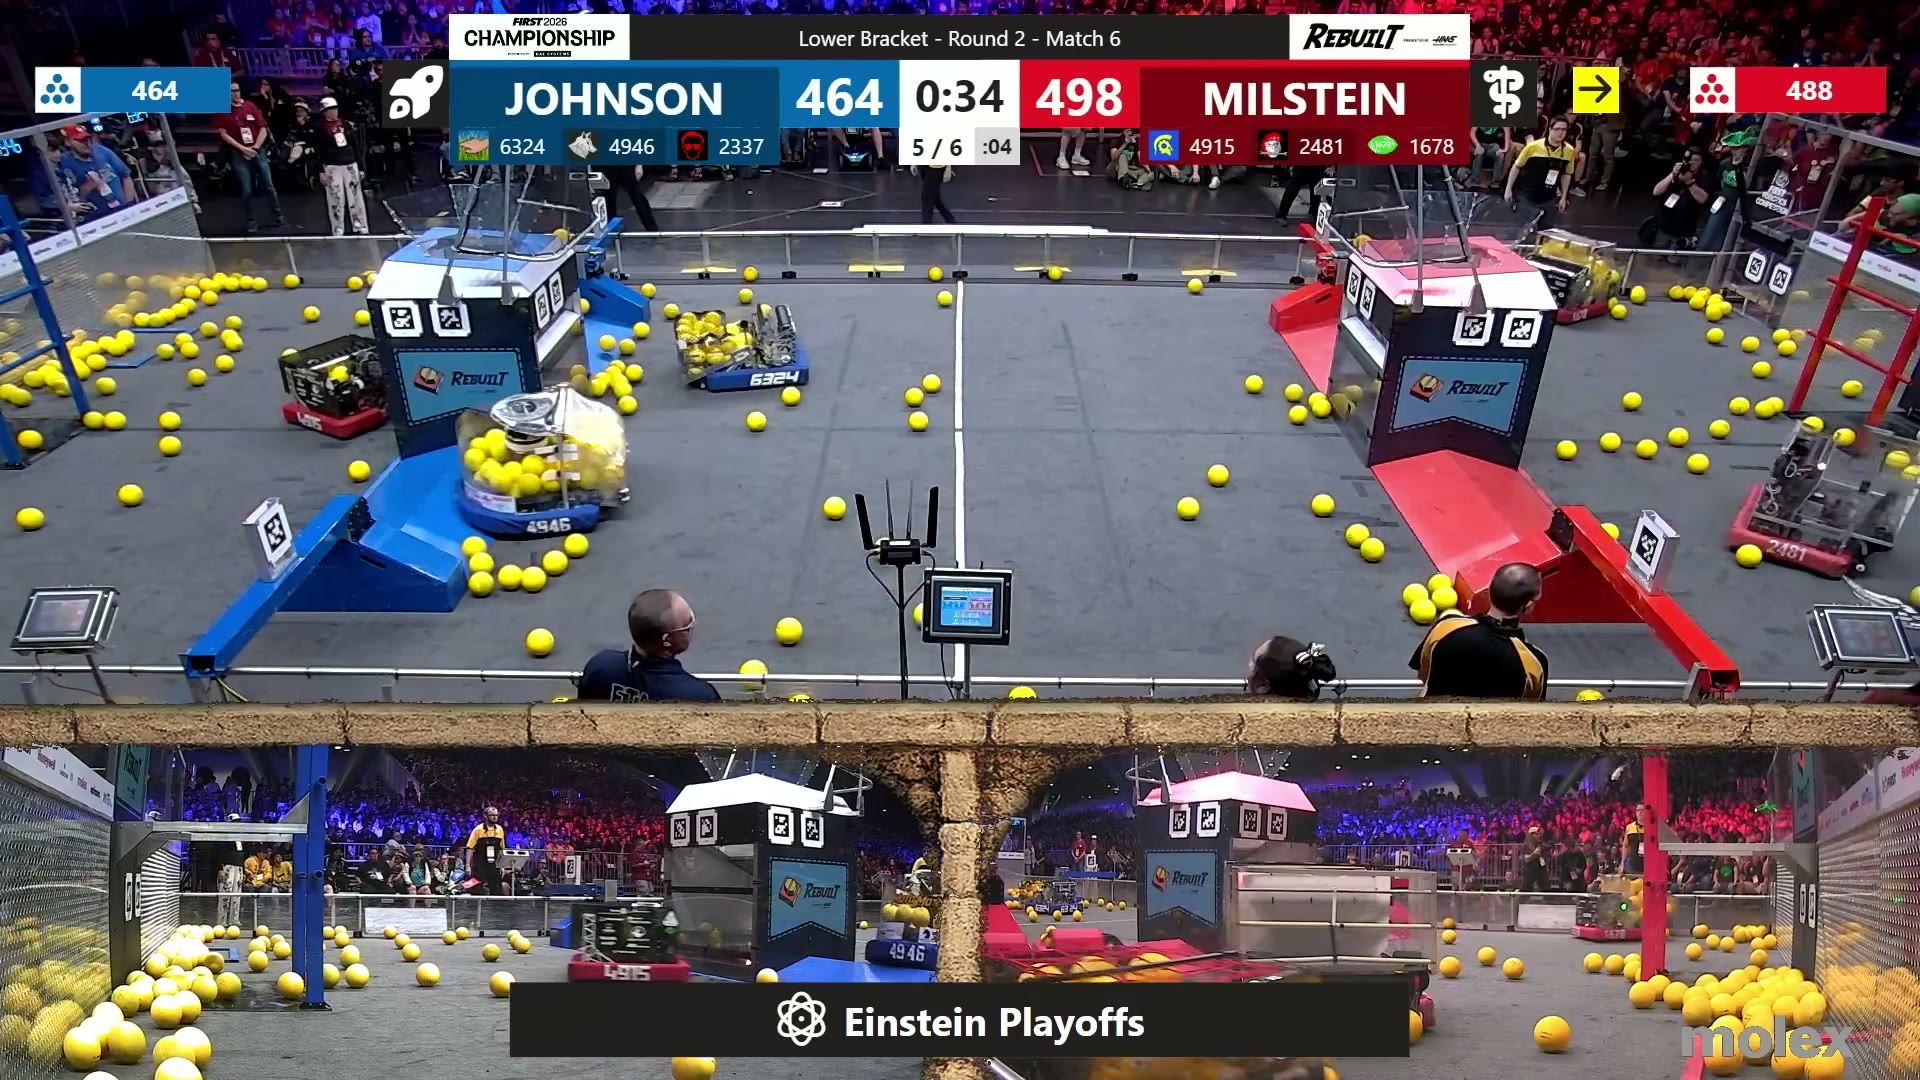 FIRST 2026
CHAMPIONSHIP
Lower Bracket - Round 2 - Match 6
REBUILT
464
JOHNSON
464
0:34
498
MILSTEIN
488
6324
4946
2337
5 / 6
:04
4915
2481
1678
REBUILT
REBUILT
6324
4915
4946
2481
1678
REBUILT
REBUILT
4946
4915
Einstein Playoffs
molex